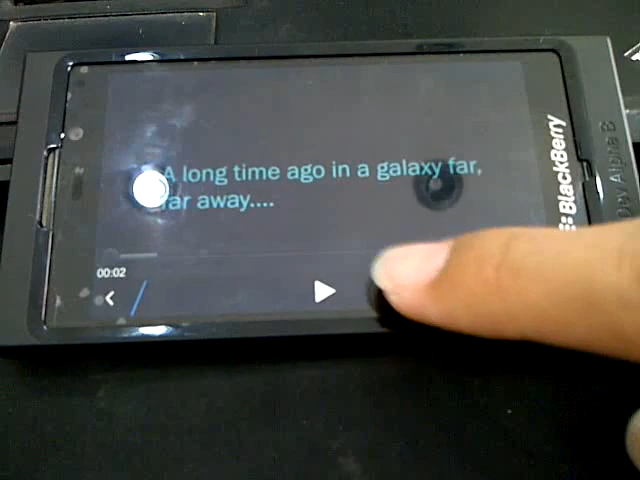 A long time ago in a galaxy far,
far away....
00:02
BlackBerry
Dev Alpha B